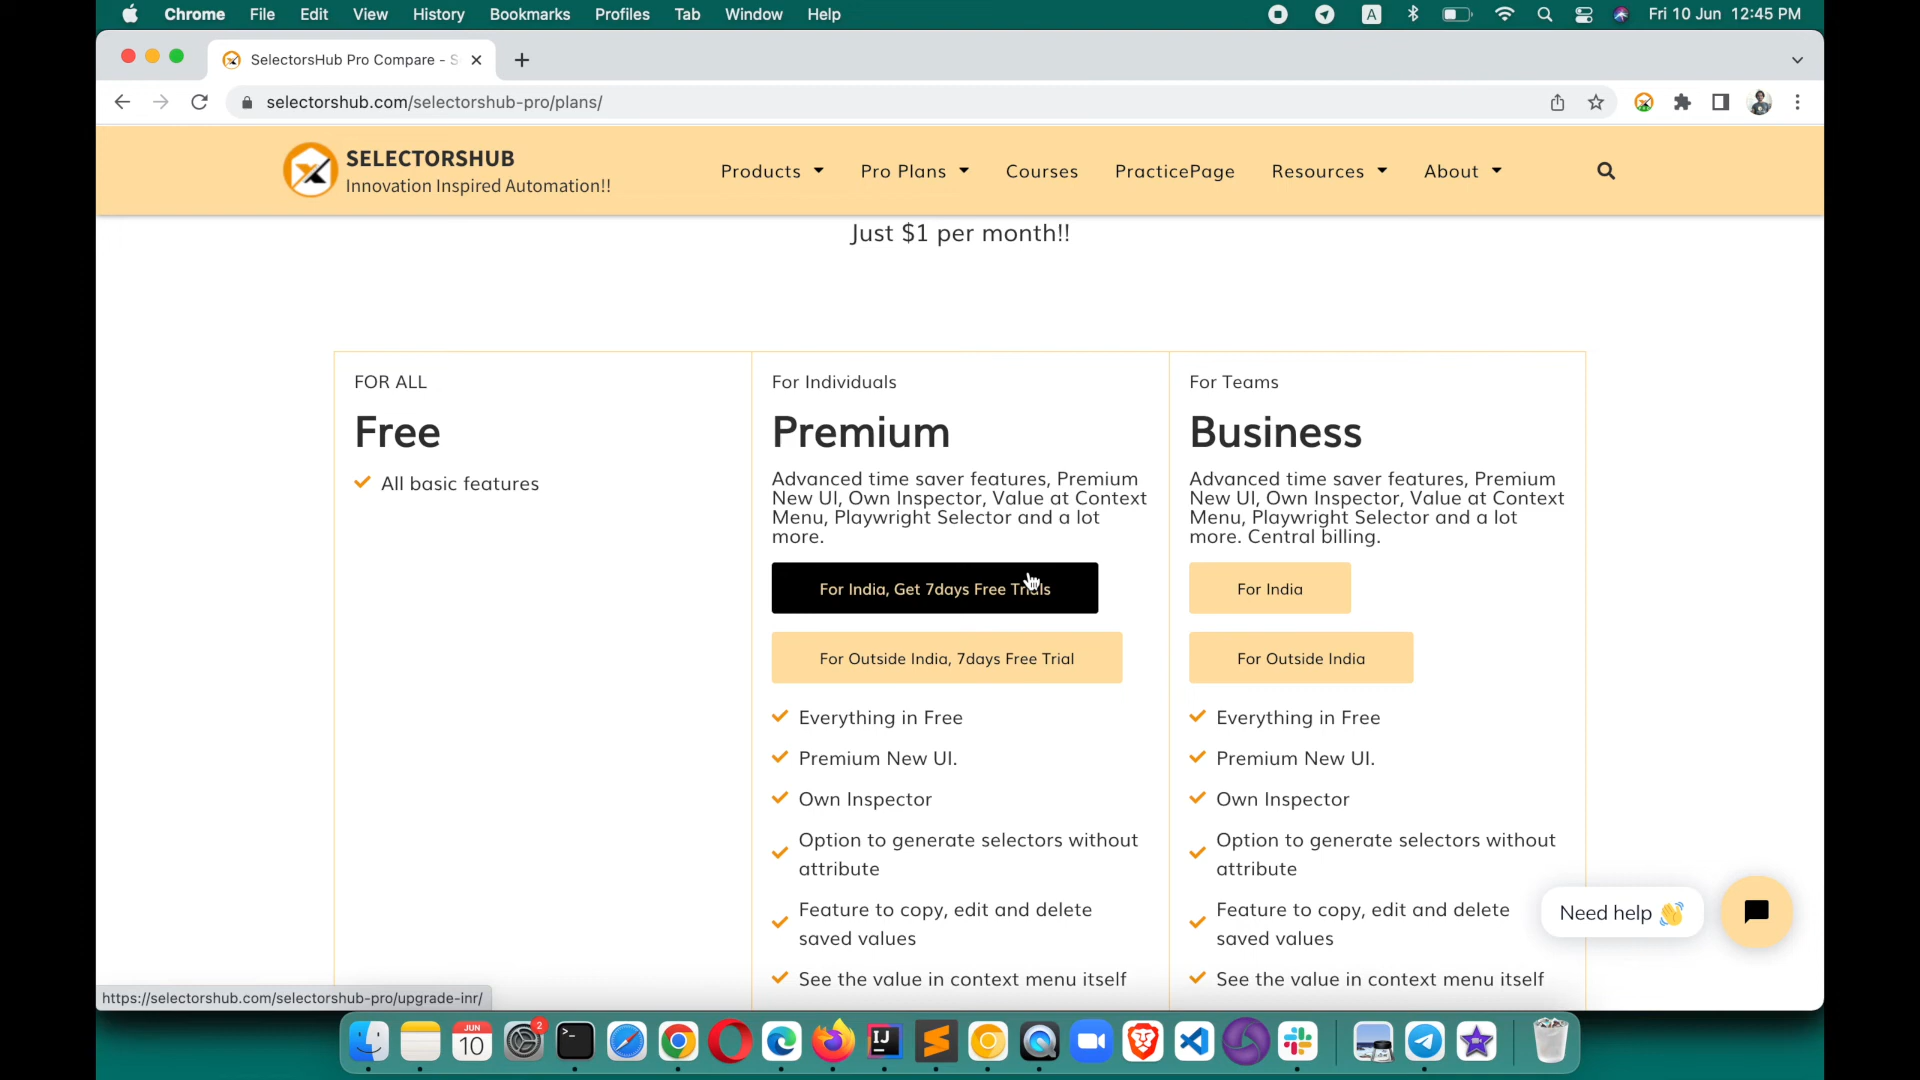 Chrome File Edit View History Bookmarks Profiles Tab Window Help
A
Fri 10 Jun 12:45 PM
SelectorsHub Pro Compare - S
selectorshub.com/selectorshub-pro/plans/
SELECTORSHUB
Innovation Inspired Automation!!
Products Pro Plans Courses PracticePage Resources About
Just $1 per month!!
FOR ALL
Free
All basic features
For Individuals
Premium
Advanced time saver features, Premium
New UI, Own Inspector, Value at Context
Menu, Playwright Selector and a lot
more.
For India, Get 7days Free Trials
For Outside India, 7days Free Trial
Everything in Free
Premium New UI.
Own Inspector
Option to generate selectors without
attribute
Feature to copy, edit and delete
saved values
See the value in context menu itself
For Teams
Business
Advanced time saver features, Premium
New UI, Own Inspector, Value at Context
Menu, Playwright Selector and a lot
more. Central billing.
For India
For Outside India
Everything in Free
Premium New UI.
Own Inspector
Option to generate selectors without
attribute
Feature to copy, edit and delete
saved values
See the value in context menu itself
Need help 👋
https://selectorshub.com/selectorshub-pro/upgrade-inr/
JUN
10
2
>_
IJ